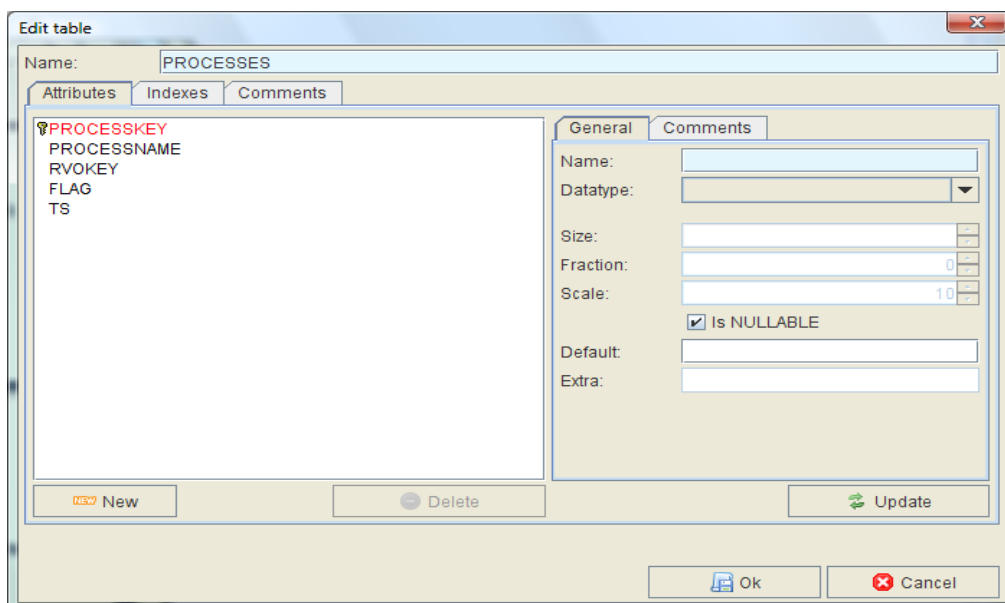 Edit table
Name: PROCESSES
Attributes Indexes Comments
PROCESSKEY
PROCESSNAME
RVOKEY
FLAG
TS
General Comments
Name:
Datatype:
Size:
Fraction: 0
Scale: 10
Is NULLABLE
Default:
Extra:
NEW New
Delete
Update
Ok
Cancel